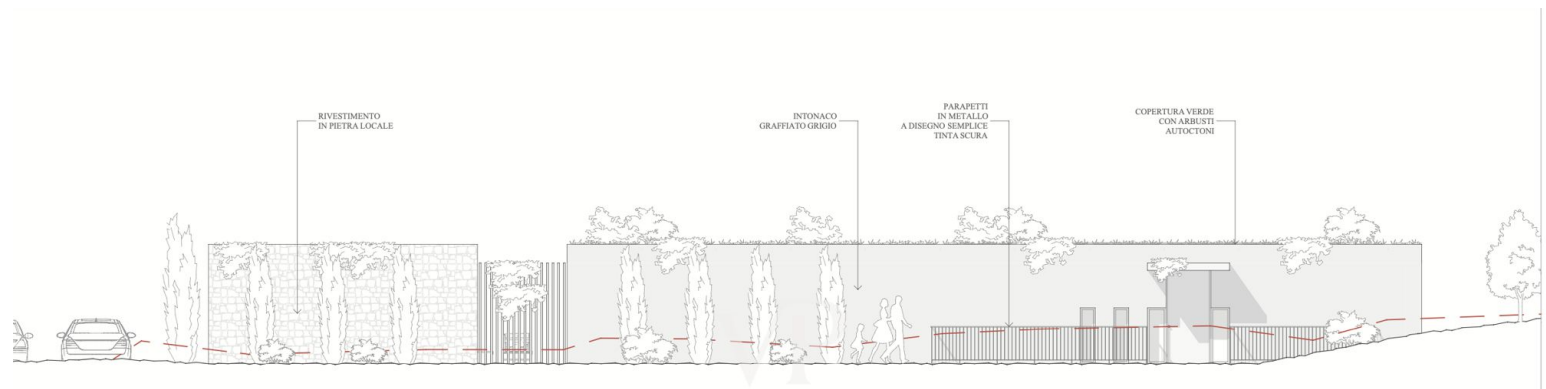 RIVESTIMENTO
IN PIETRA LOCALE
INTONACO
GRAFFIATO GRIGIO
PARAPETTI
IN METALLO
A DISEGNO SEMPLICE
TINTA SCURA
COPERTURA VERDE
CON ARBUSTI
AUTOCTONI